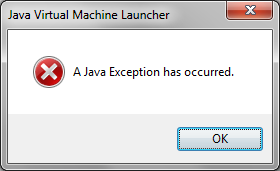 Java Virtual Machine Launcher
A Java Exception has occurred.
OK